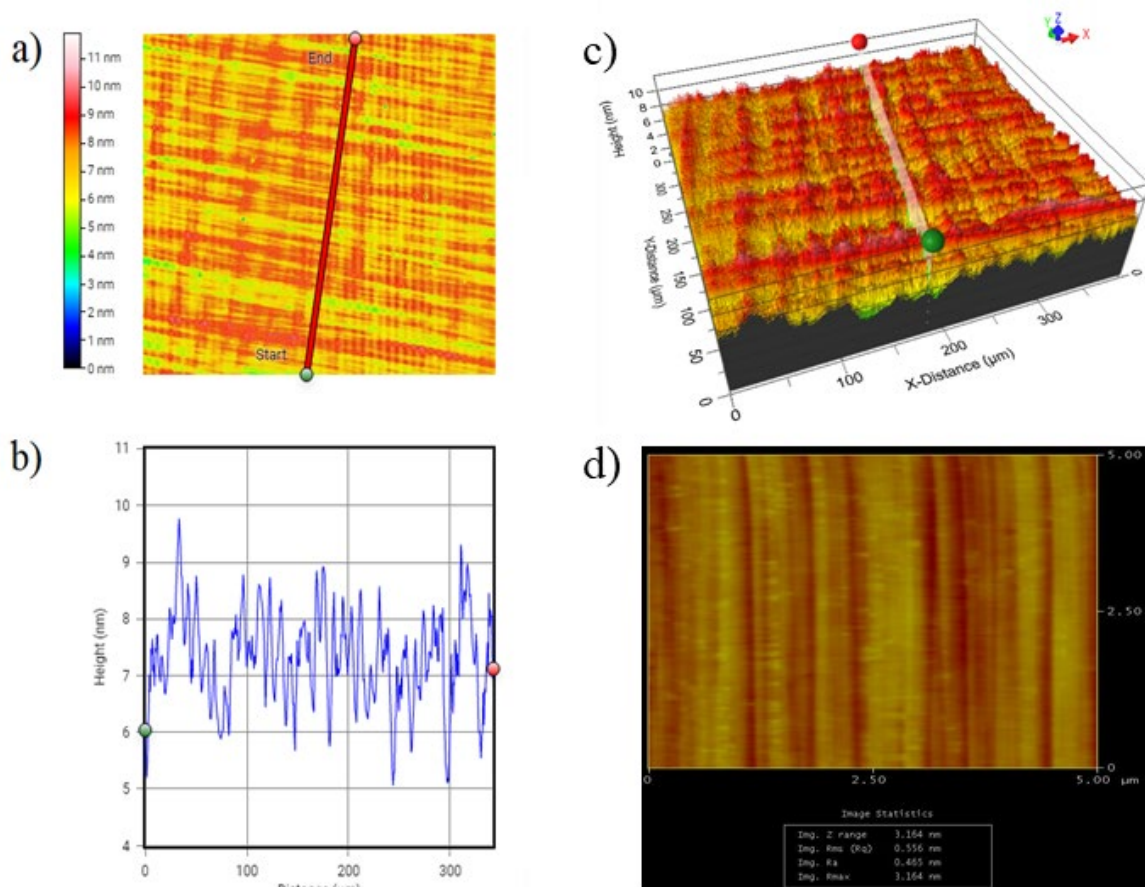 a)
11 nm
10 nm
9 nm
8 nm
7 nm
6 nm
5 nm
4 nm
3 nm
2 nm
1 nm
0 nm
End
Start
c)
Z
Y
X
10
8
6
4
2
0
Height (nm)
300
250
200
150
100
50
0
Y-Distance (µm)
0
100
200
300
0
X-Distance (µm)
b)
11
10
9
8
7
6
5
4
Height (nm)
0
100
200
300
Distance (µm)
d)
5.00
2.50
0
0
2.50
5.00
µm
Image Statistics
Img. Z range 3.164 nm
Img. Rms (Rq) 0.556 nm
Img. Ra 0.465 nm
Img. Rmax 3.164 nm